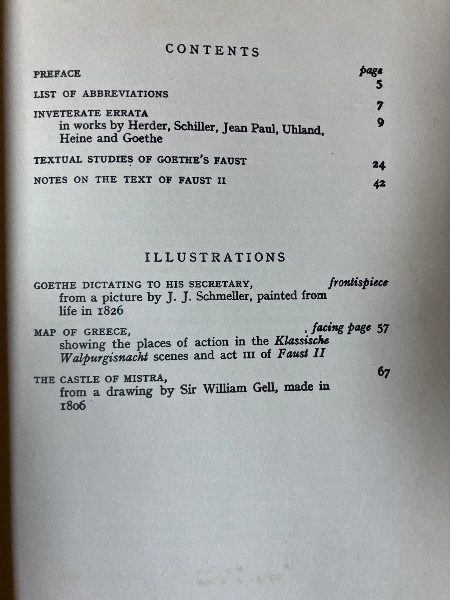 CONTENTS
page
PREFACE 5
LIST OF ABBREVIATIONS 7
INVETERATE ERRATA 9
in works by Herder, Schiller, Jean Paul, Uhland,
Heine and Goethe
TEXTUAL STUDIES OF GOETHE'S FAUST 24
NOTES ON THE TEXT OF FAUST II 42
ILLUSTRATIONS
GOETHE DICTATING TO HIS SECRETARY, frontispiece
from a picture by J. J. Schmeller, painted from
life in 1826
MAP OF GREECE, facing page 57
showing the places of action in the Klassische
Walpurgisnacht scenes and act III of Faust II
THE CASTLE OF MISTRA, 67
from a drawing by Sir William Gell, made in
1806